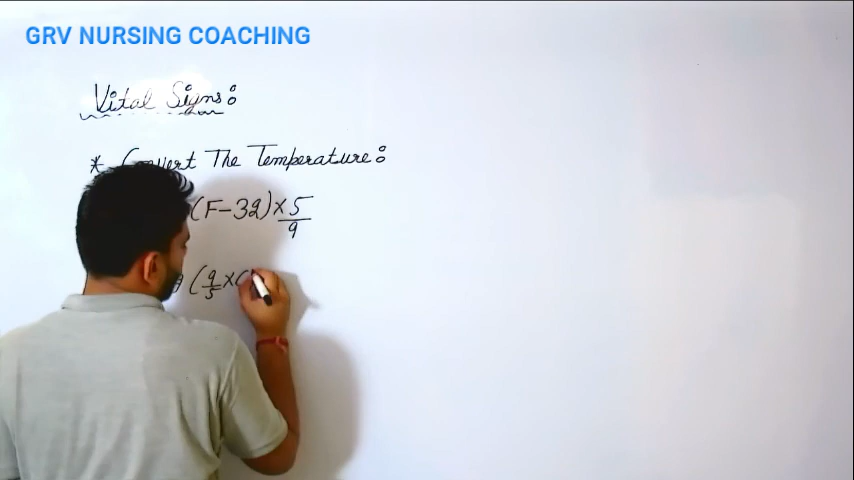 GRV NURSING COACHING
Vital Signs:
* Convert The Temperature:
(F-32)×5/9
(9/5×C